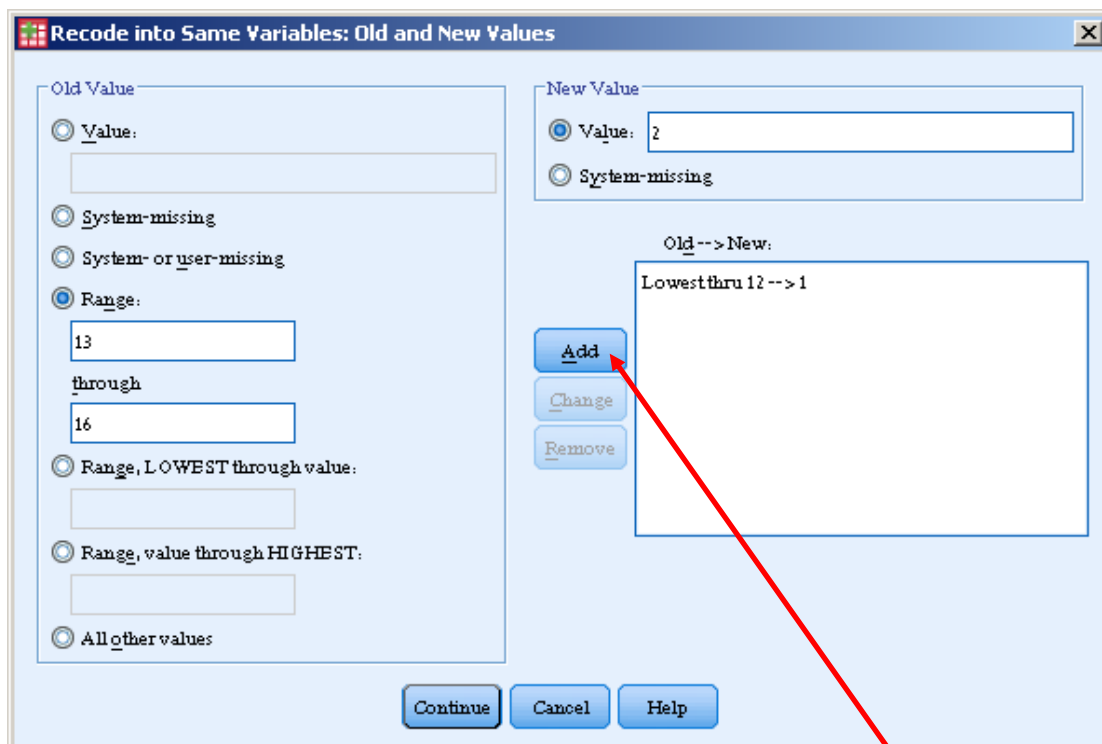 Recode into Same Variables: Old and New Values
Old Value
Value:
System-missing
System- or user-missing
Range:
13
through
16
Range, LOWEST through value:
Range, value through HIGHEST:
All other values
New Value
Value: 2
System-missing
Old --> New:
Lowest thru 12 --> 1
Add
Change
Remove
Continue Cancel Help